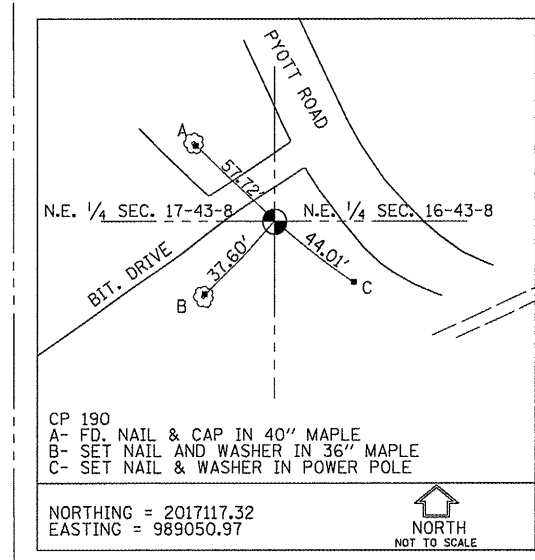 PYOTT ROAD
A
57.72'
N.E. 1/4 SEC. 17-43-8
N.E. 1/4 SEC. 16-43-8
BIT. DRIVE
37.60'
44.01'
B
C
CP 190
A- FD. NAIL & CAP IN 40" MAPLE
B- SET NAIL AND WASHER IN 36" MAPLE
C- SET NAIL & WASHER IN POWER POLE
NORTHING = 2017117.32
EASTING = 989050.97
NORTH
NOT TO SCALE